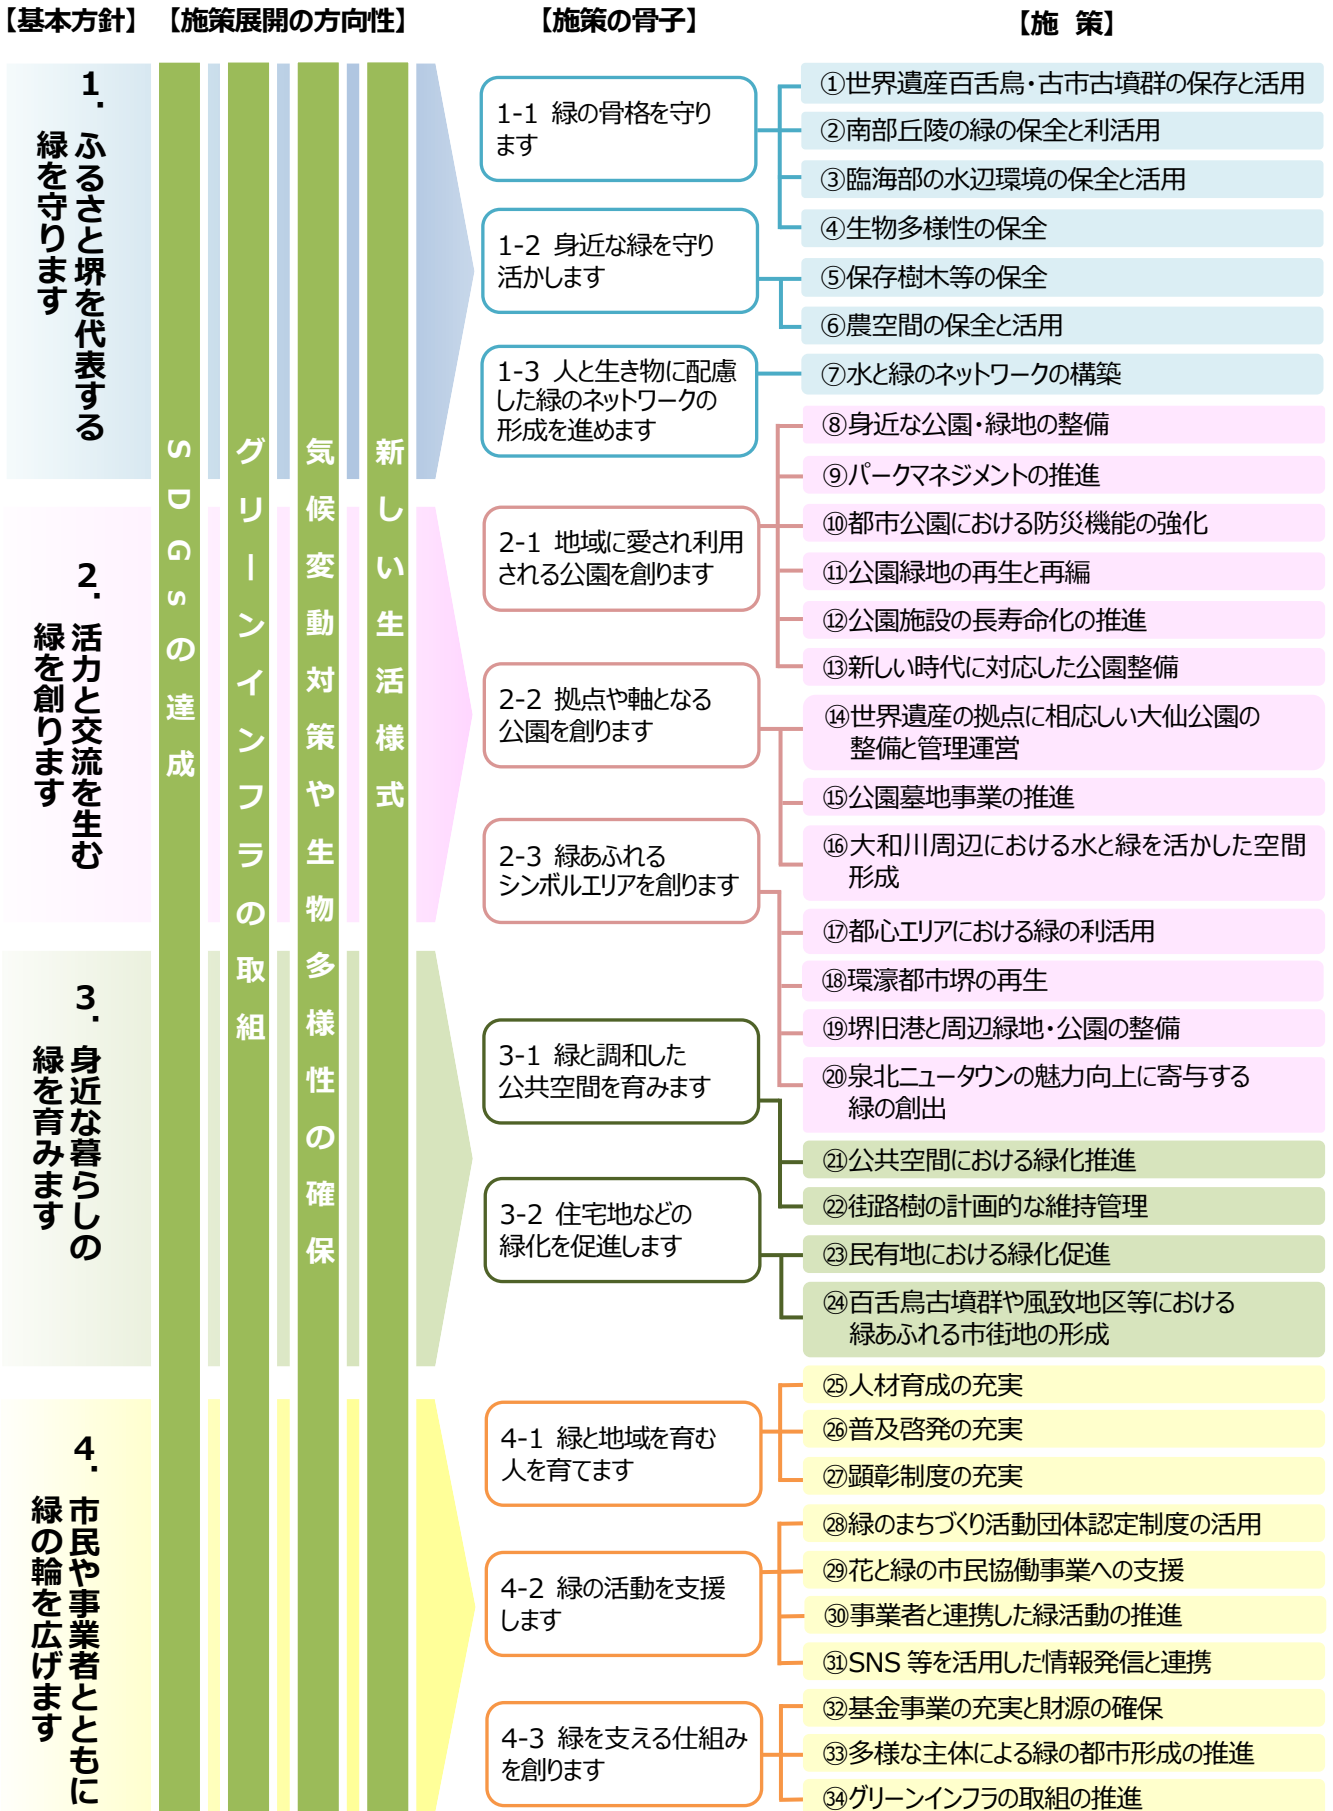 【基本方針】 【施策展開の方向性】 【施策の骨子】 【施 策】
1. ふるさと堺を代表する
緑を守ります
2. 活力と交流を生む
緑を創ります
3. 身近な暮らしの
緑を育みます
4. 市民や事業者とともに
緑の輪を広げます
SDGsの達成
グリーンインフラの取組
気候変動対策や生物多様性の確保
新しい生活様式
1-1 緑の骨格を守り
ます
1-2 身近な緑を守り
活かします
1-3 人と生き物に配慮
した緑のネットワークの
形成を進めます
2-1 地域に愛され利用
される公園を創ります
2-2 拠点や軸となる
公園を創ります
2-3 緑あふれる
シンボルエリアを創ります
3-1 緑と調和した
公共空間を育みます
3-2 住宅地などの
緑化を促進します
4-1 緑と地域を育む
人を育てます
4-2 緑の活動を支援
します
4-3 緑を支える仕組み
を創ります
①世界遺産百舌鳥・古市古墳群の保存と活用
②南部丘陵の緑の保全と利活用
③臨海部の水辺環境の保全と活用
④生物多様性の保全
⑤保存樹木等の保全
⑥農空間の保全と活用
⑦水と緑のネットワークの構築
⑧身近な公園・緑地の整備
⑨パークマネジメントの推進
⑩都市公園における防災機能の強化
⑪公園緑地の再生と再編
⑫公園施設の長寿命化の推進
⑬新しい時代に対応した公園整備
⑭世界遺産の拠点に相応しい大仙公園の
整備と管理運営
⑮公園墓地事業の推進
⑯大和川周辺における水と緑を活かした空間
形成
⑰都心エリアにおける緑の利活用
⑱環濠都市堺の再生
⑲堺旧港と周辺緑地・公園の整備
⑳泉北ニュータウンの魅力向上に寄与する
緑の創出
㉑公共空間における緑化推進
㉒街路樹の計画的な維持管理
㉓民有地における緑化促進
㉔百舌鳥古墳群や風致地区等における
緑あふれる市街地の形成
㉕人材育成の充実
㉖普及啓発の充実
㉗顕彰制度の充実
㉘緑のまちづくり活動団体認定制度の活用
㉙花と緑の市民協働事業への支援
㉚事業者と連携した緑活動の推進
㉛SNS 等を活用した情報発信と連携
㉜基金事業の充実と財源の確保
㉝多様な主体による緑の都市形成の推進
㉞グリーンインフラの取組の推進